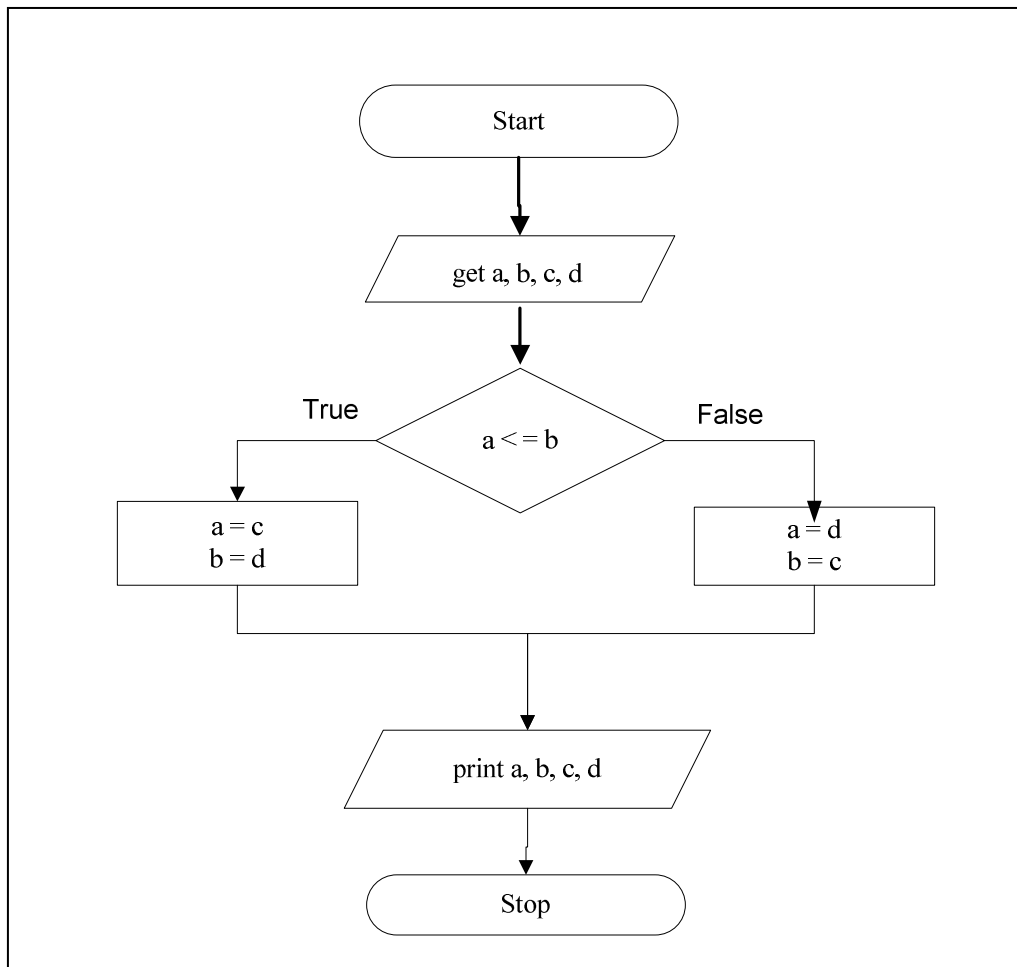 Start
get a, b, c, d
True
a < = b
False
a = c
b = d
a = d
b = c
print a, b, c, d
Stop